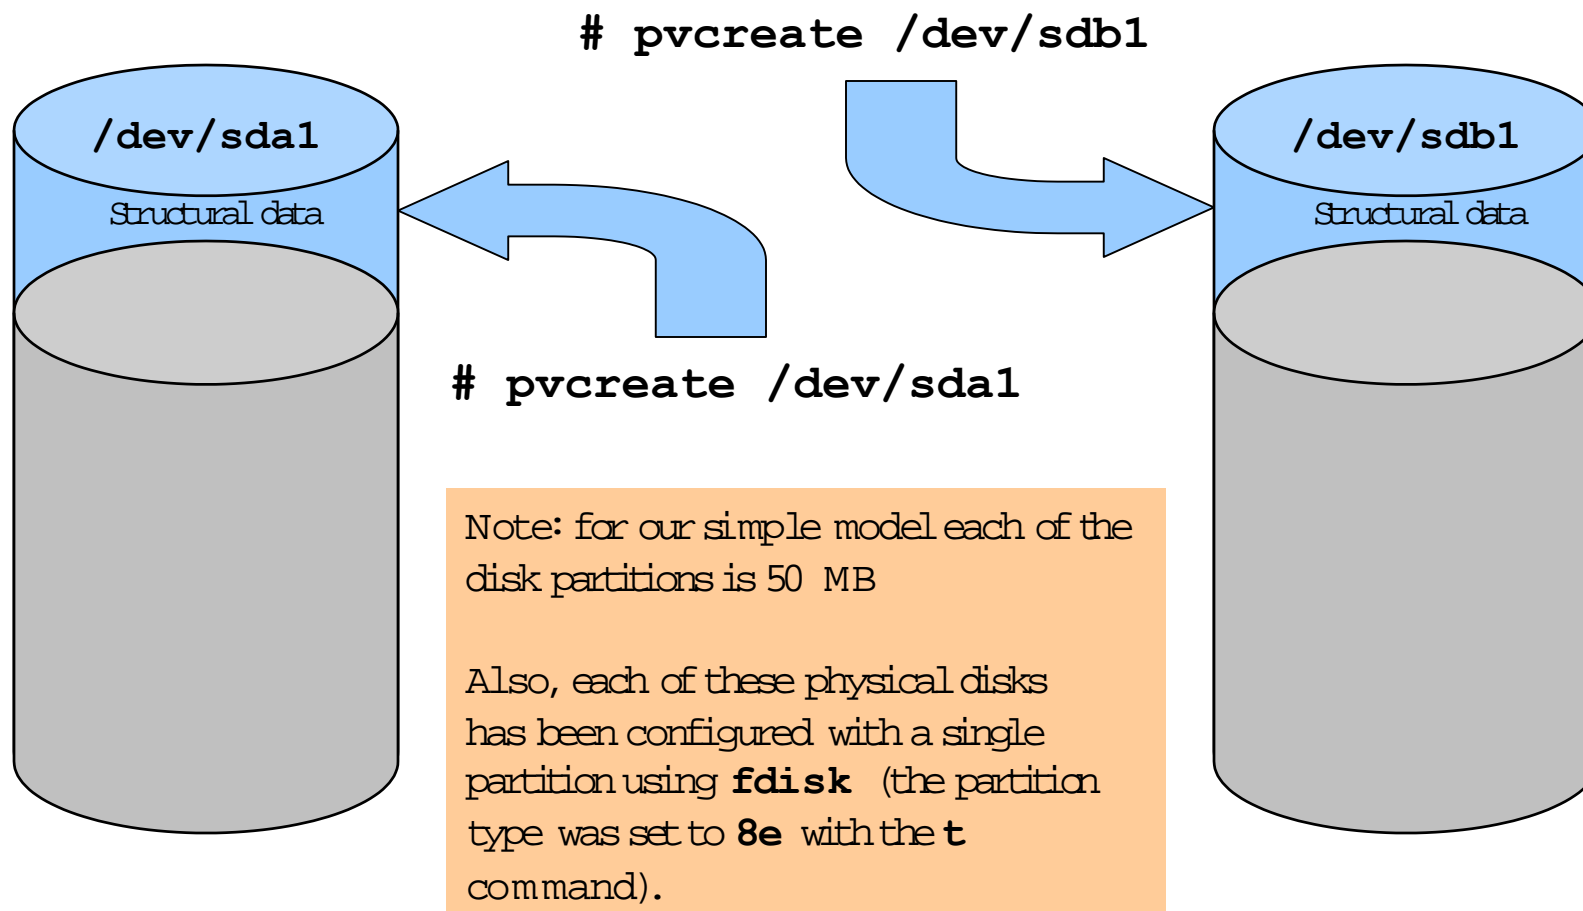 # pvcreate /dev/sdb1
/dev/sda1
/dev/sdb1
Structural data
Structural data
# pvcreate /dev/sda1
Note: for our simple model each of the
disk partitions is 50 MB
Also, each of these physical disks
has been configured with a single
partition using fdisk (the partition
type was set to 8e with the t
command).